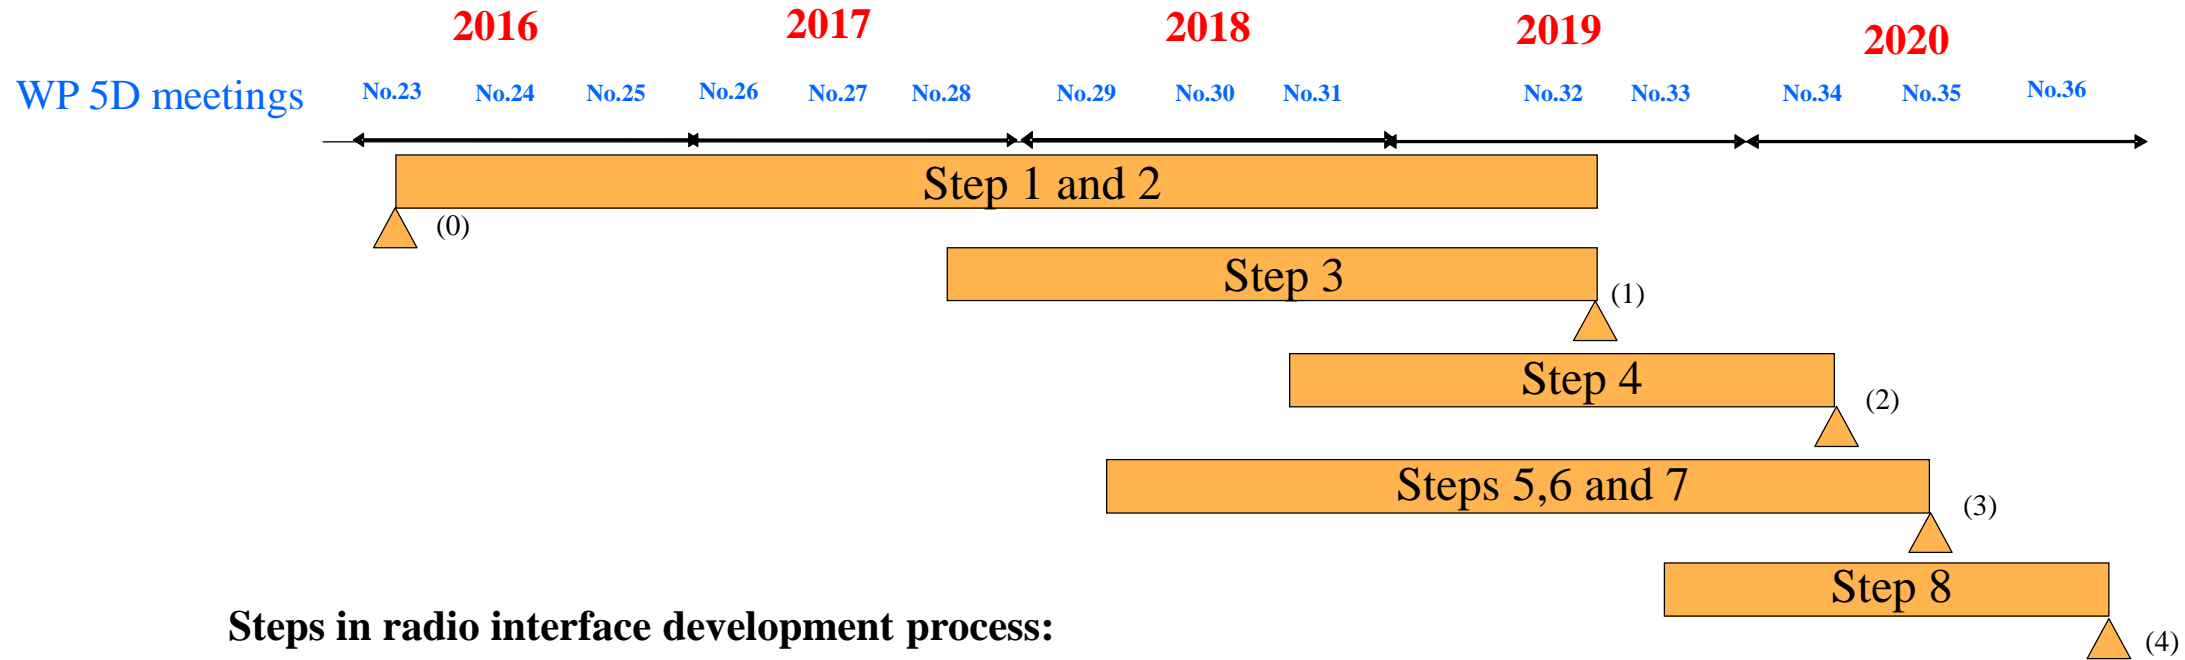 2016 2017 2018 2019 2020
WP 5D meetings No.23 No.24 No.25 No.26 No.27 No.28 No.29 No.30 No.31 No.32 No.33 No.34 No.35 No.36
Step 1 and 2
(0)
Step 3
(1)
Step 4
(2)
Steps 5,6 and 7
(3)
Step 8
Steps in radio interface development process:
(4)